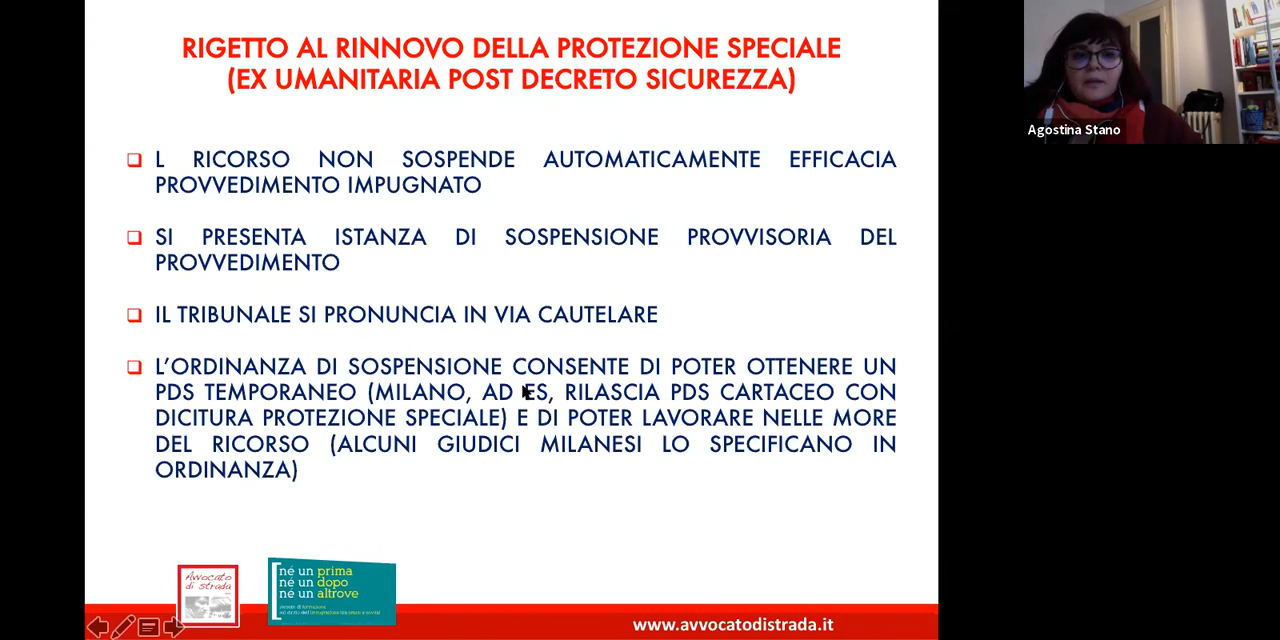 RIGETTO AL RINNOVO DELLA PROTEZIONE SPECIALE
(EX UMANITARIA POST DECRETO SICUREZZA)
Agostina Stano
L RICORSO NON SOSPENDE AUTOMATICAMENTE EFFICACIA
PROVVEDIMENTO IMPUGNATO
SI PRESENTA ISTANZA DI SOSPENSIONE PROVVISORIA DEL
PROVVEDIMENTO
IL TRIBUNALE SI PRONUNCIA IN VIA CAUTELARE
L'ORDINANZA DI SOSPENSIONE CONSENTE DI POTER OTTENERE UN
PDS TEMPORANEO (MILANO, AD ES, RILASCIA PDS CARTACEO CON
DICITURA PROTEZIONE SPECIALE) E DI POTER LAVORARE NELLE MORE
DEL RICORSO (ALCUNI GIUDICI MILANESI LO SPECIFICANO IN
ORDINANZA)
Avvocato
di strada
né un prima
né un dopo
né un altrove
www.avvocatodistrada.it